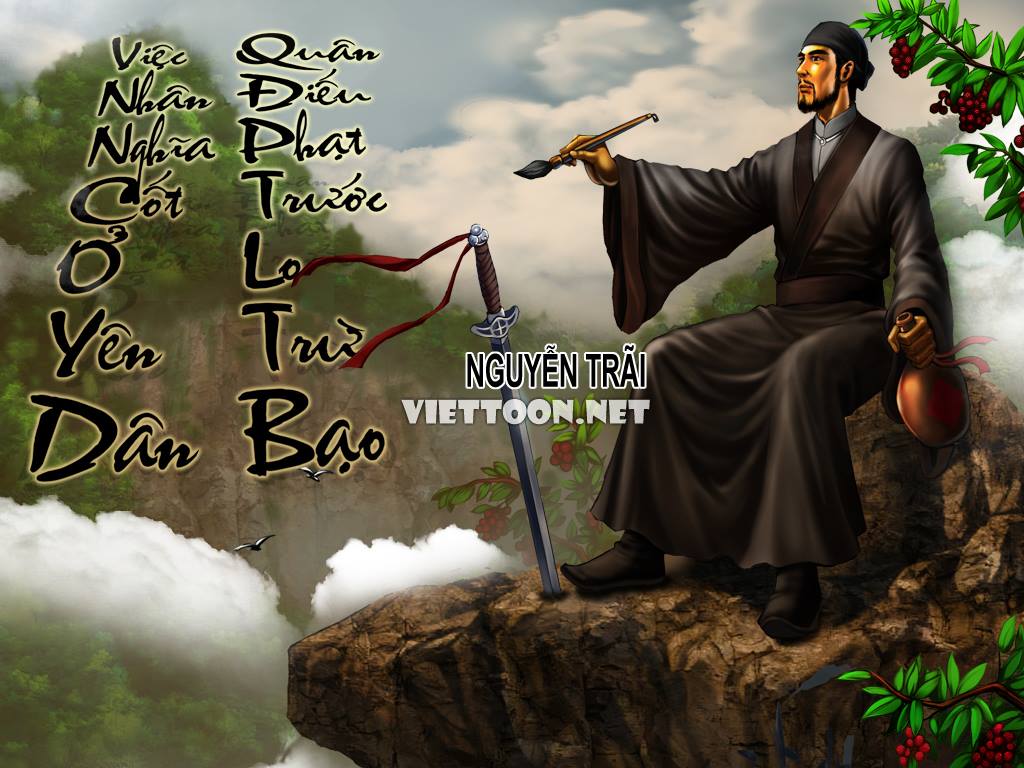 Việc
Nhân
Nghĩa
Cốt
Ở
Yên
Dân
Quân
Điếu
Phạt
Trước
Lo
Trừ
Bạo
NGUYỄN TRÃI
VIETTOON.NET